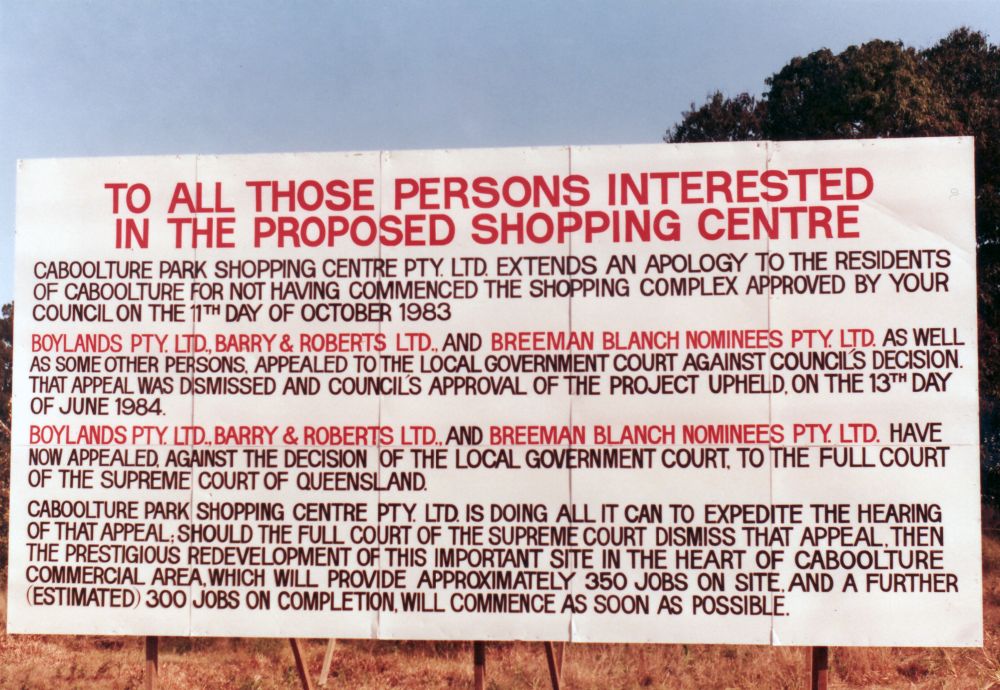 TO ALL THOSE PERSONS INTERESTED
IN THE PROPOSED SHOPPING CENTRE
CABOOLTURE PARK SHOPPING CENTRE PTY. LTD. EXTENDS AN APOLOGY TO THE RESIDENTS
OF CABOOLTURE FOR NOT HAVING COMMENCED THE SHOPPING COMPLEX APPROVED BY YOUR
COUNCIL ON THE 11TH DAY OF OCTOBER 1983
BOYLANDS PTY. LTD., BARRY & ROBERTS LTD., AND BREEMAN BLANCH NOMINEES PTY. LTD. AS WELL
AS SOME OTHER PERSONS, APPEALED TO THE LOCAL GOVERNMENT COURT AGAINST COUNCIL'S DECISION.
THAT APPEAL WAS DISMISSED AND COUNCIL'S APPROVAL OF THE PROJECT UPHELD, ON THE 13TH DAY
OF JUNE 1984.
BOYLANDS PTY. LTD., BARRY & ROBERTS LTD., AND BREEMAN BLANCH NOMINEES PTY. LTD. HAVE
NOW APPEALED, AGAINST THE DECISION OF THE LOCAL GOVERNMENT COURT, TO THE FULL COURT
OF THE SUPREME COURT OF QUEENSLAND.
CABOOLTURE PARK SHOPPING CENTRE PTY. LTD. IS DOING ALL IT CAN TO EXPEDITE THE HEARING
OF THAT APPEAL; SHOULD THE FULL COURT OF THE SUPREME COURT DISMISS THAT APPEAL, THEN
THE PRESTIGIOUS REDEVELOPMENT OF THIS IMPORTANT SITE IN THE HEART OF CABOOLTURE
COMMERCIAL AREA, WHICH WILL PROVIDE APPROXIMATELY 350 JOBS ON SITE, AND A FURTHER
(ESTIMATED) 300 JOBS ON COMPLETION, WILL COMMENCE AS SOON AS POSSIBLE.